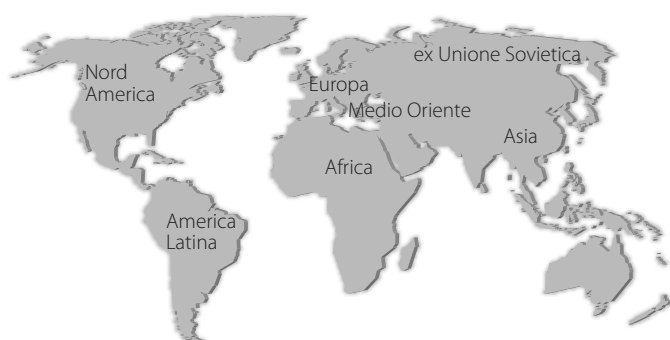 ex Unione Sovietica
Nord
America
Europa
Medio Oriente
Asia
Africa
America
Latina